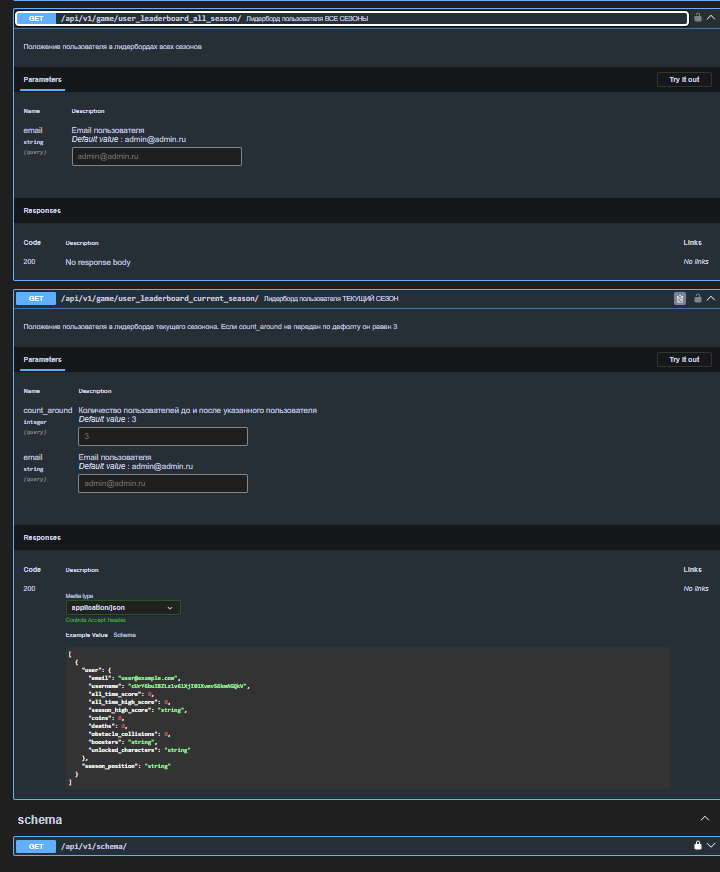 GET /api/v1/game/user_leaderboard_all_season/ Лидерборд пользователя ВСЕ СЕЗОНЫ
Положение пользователя в лидербордах всех сезонов
Parameters Try it out
Name Description
email Email пользователя
string Default value : admin@admin.ru
(query) admin@admin.ru
Responses
Code Description Links
200 No response body No links
GET /api/v1/game/user_leaderboard_current_season/ Лидерборд пользователя ТЕКУЩИЙ СЕЗОН
Положение пользователя в лидерборде текущего сезонона. Если count_around не передан по дефолту он равен 3
Parameters Try it out
Name Description
count_around Количество пользователей до и после указанного пользователя
integer Default value : 3
(query) 3
email Email пользователя
string Default value : admin@admin.ru
(query) admin@admin.ru
Responses
Code Description Links
200 No links
Media type
application/json
Controls Accept header.
Example Value Schema
[
{
"user": {
"email": "user@example.com",
"username":
"all_time_score": 0,
"all_time_high_score": 0,
"season_high_score": "string",
"coins": 0,
"deaths": 0,
"obstacle_collisions": 0,
"boosters": "string",
"unlocked_characters": "string"
},
"season_position": "string"
}
]
schema
GET /api/v1/schema/